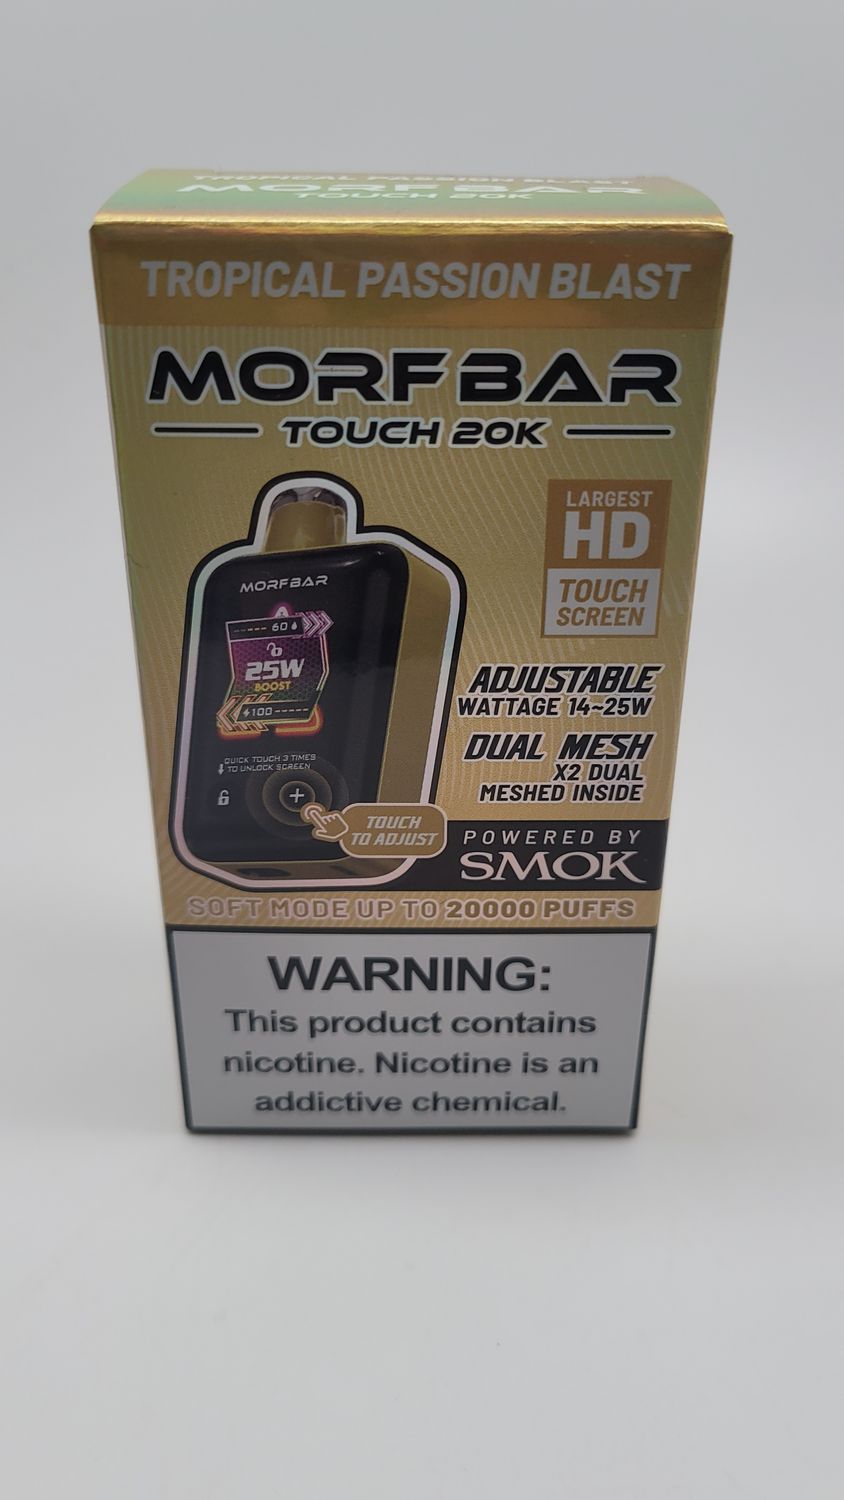 TROPICAL PASSION BLAST
MORFBAR
TOUCH 20K
TROPICAL PASSION BLAST
MORFBAR
TOUCH 20K
LARGEST
HD
TOUCH
SCREEN
MORFBAR
60
25W
BOOST
100
QUICK TOUCH 3 TIMES
TO UNLOCK SCREEN
+
TOUCH
TO ADJUST
ADJUSTABLE
WATTAGE 14~25W
DUAL MESH
X2 DUAL
MESHED INSIDE
POWERED BY
SMOK
SOFT MODE UP TO 20000 PUFFS
WARNING:
This product contains
nicotine. Nicotine is an
addictive chemical.